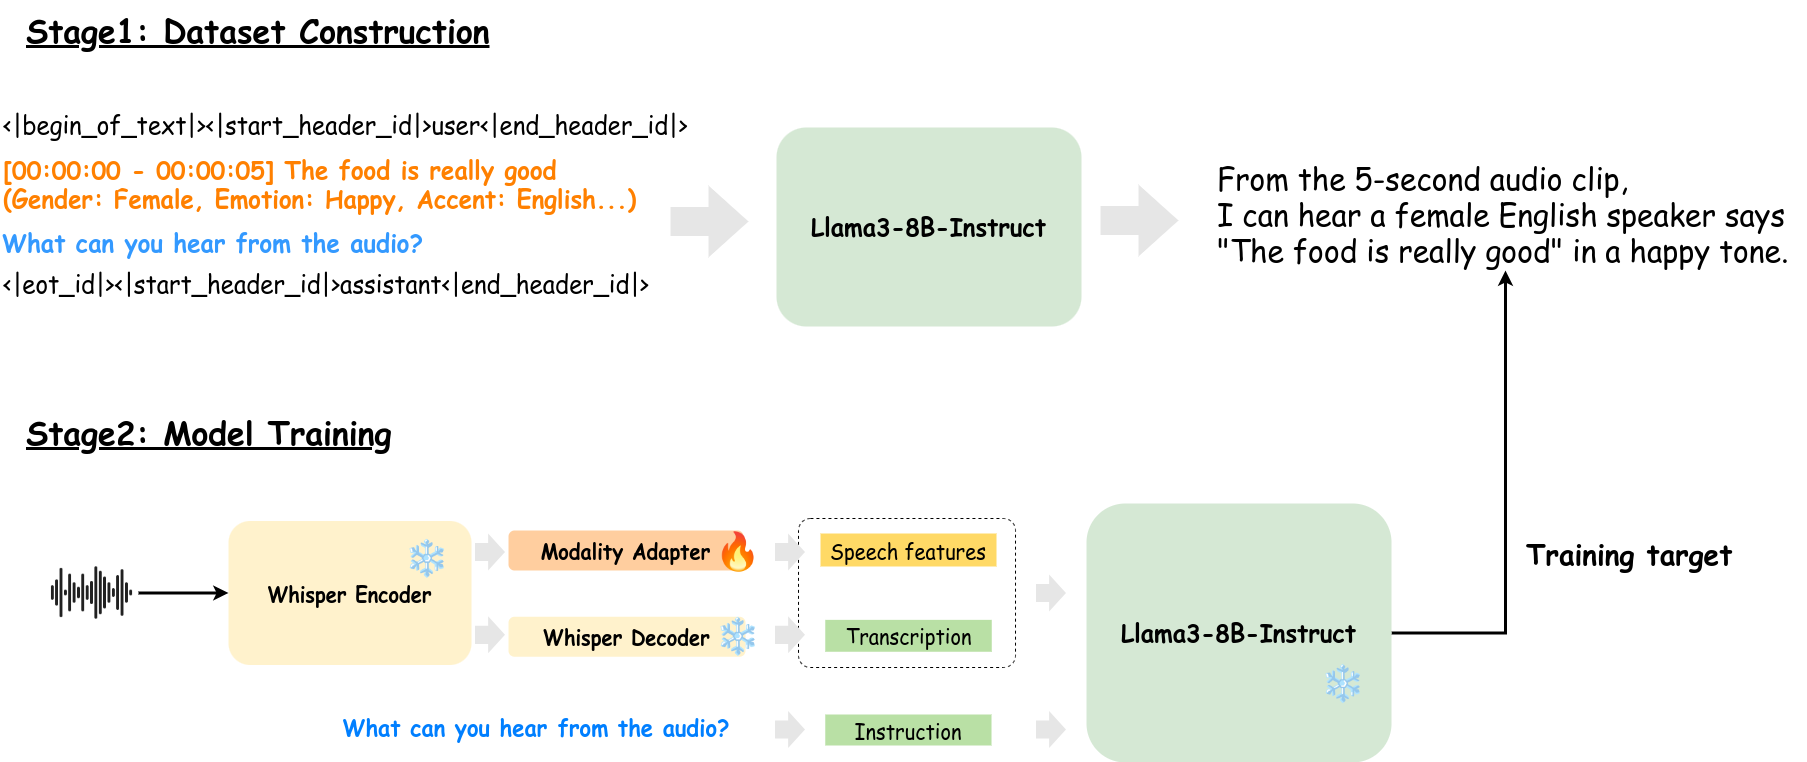 Stage1: Dataset Construction
<|begin_of_text|><|start_header_id|>user<|end_header_id|>
[00:00:00 - 00:00:05] The food is really good
(Gender: Female, Emotion: Happy, Accent: English...)
What can you hear from the audio?
<|eot_id|><|start_header_id|>assistant<|end_header_id|>
Llama3-8B-Instruct
From the 5-second audio clip,
I can hear a female English speaker says
"The food is really good" in a happy tone.
Stage2: Model Training
Whisper Encoder
Modality Adapter
Speech features
Whisper Decoder
Transcription
What can you hear from the audio?
Instruction
Llama3-8B-Instruct
Training target